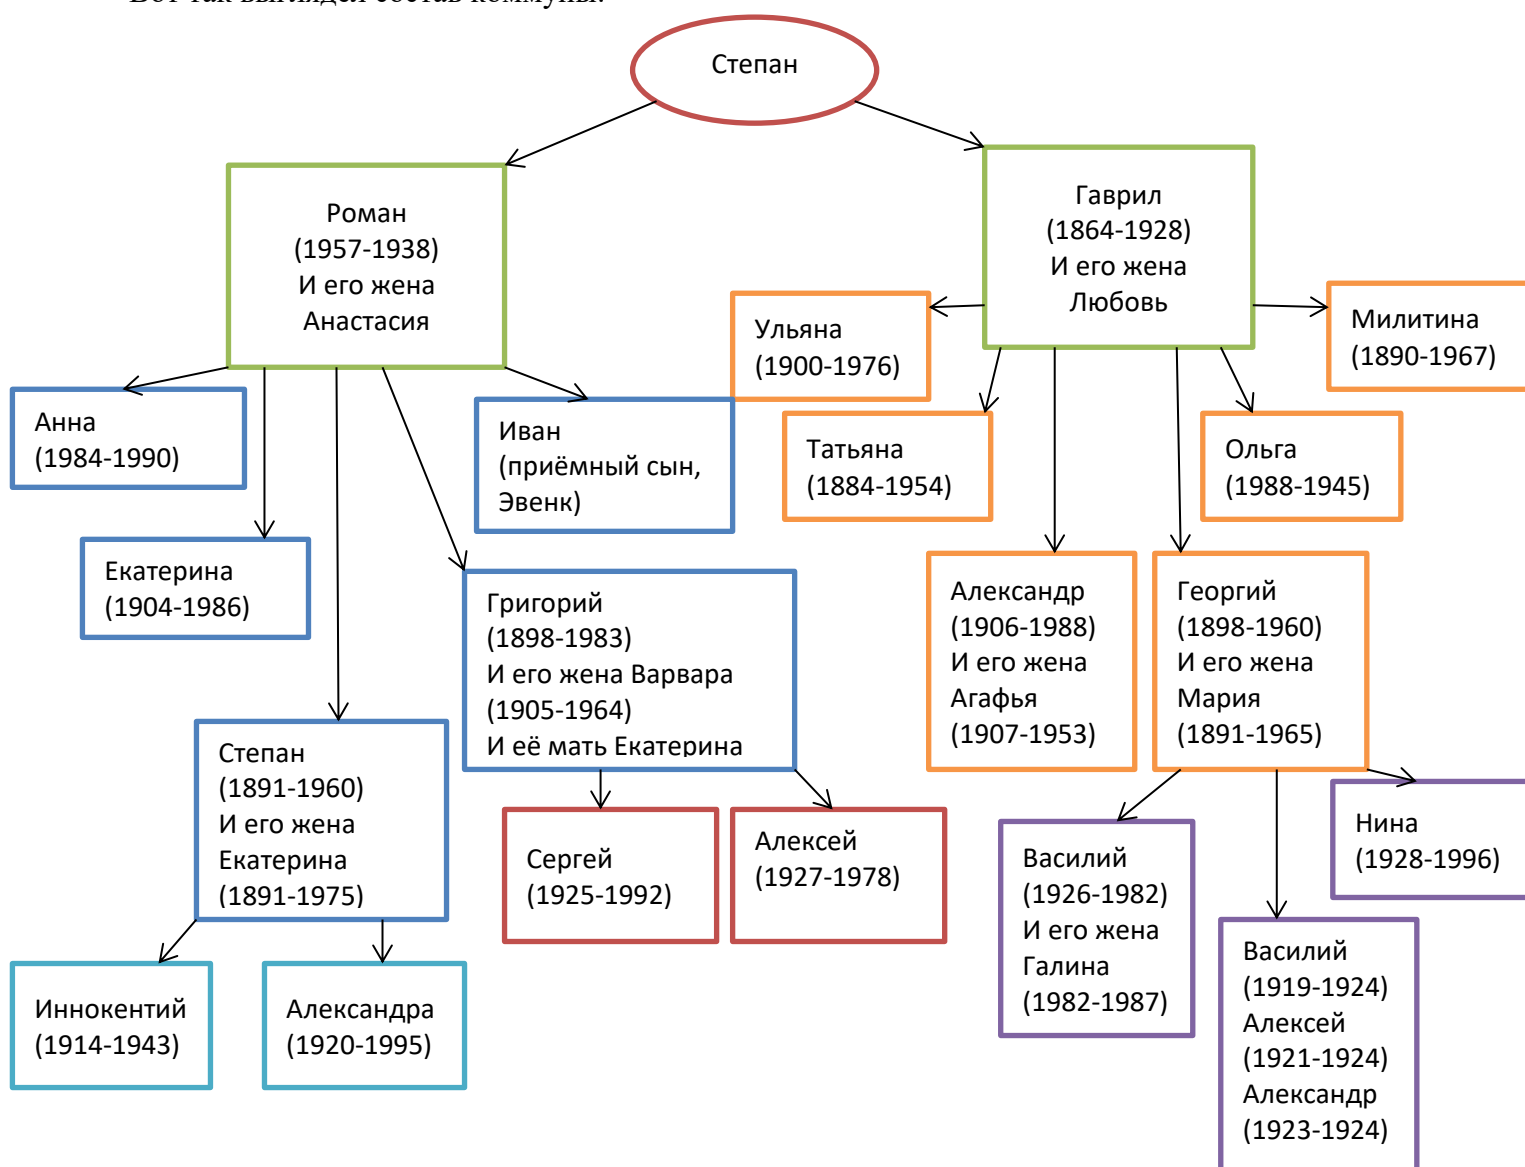 Вот так выглядел состав коммуны:
Степан
Роман
(1957-1938)
И его жена
Анастасия
Гаврил
(1864-1928)
И его жена
Любовь
Ульяна
(1900-1976)
Милитина
(1890-1967)
Анна
(1984-1990)
Иван
(приёмный сын,
Эвенк)
Татьяна
(1884-1954)
Ольга
(1988-1945)
Екатерина
(1904-1986)
Григорий
(1898-1983)
И его жена Варвара
(1905-1964)
И её мать Екатерина
Александр
(1906-1988)
И его жена
Агафья
(1907-1953)
Георгий
(1898-1960)
И его жена
Мария
(1891-1965)
Степан
(1891-1960)
И его жена
Екатерина
(1891-1975)
Сергей
(1925-1992)
Алексей
(1927-1978)
Василий
(1926-1982)
И его жена
Галина
(1982-1987)
Нина
(1928-1996)
Василий
(1919-1924)
Алексей
(1921-1924)
Александр
(1923-1924)
Иннокентий
(1914-1943)
Александра
(1920-1995)